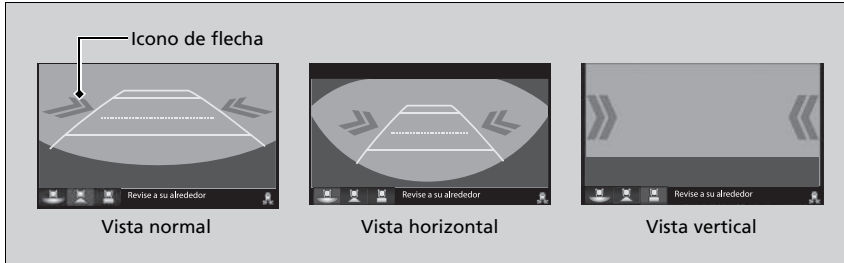 Icono de flecha
Revise a su alrededor
Revise a su alrededor
Revise a su alrededor
Vista normal
Vista horizontal
Vista vertical